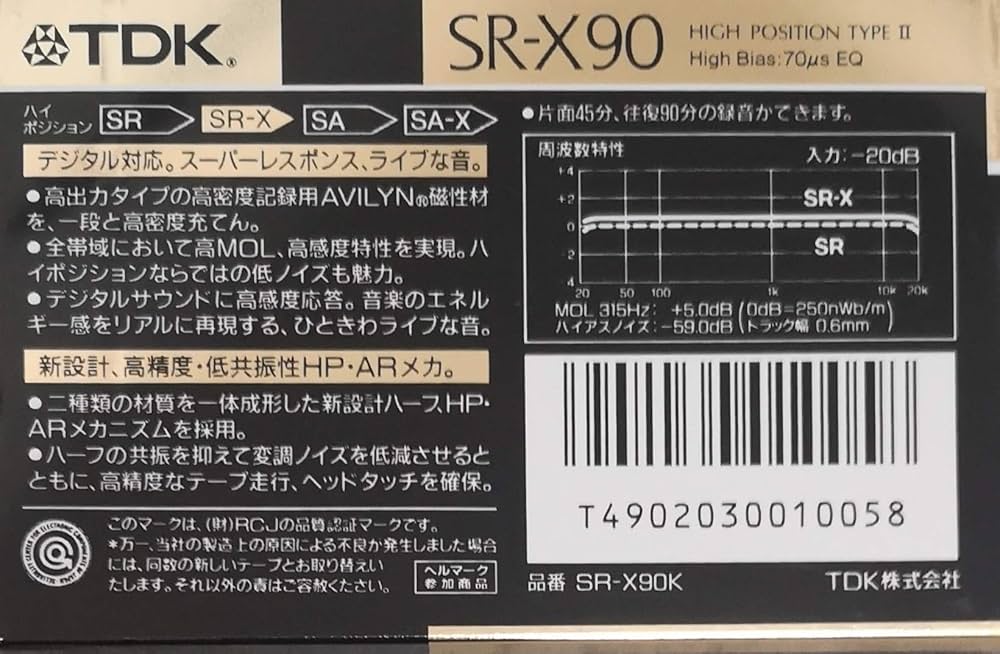 TDK®
SR-X90
HIGH POSITION TYPE II
High Bias:70µs EQ
ハイ
ポジション
SR
SR-X
SA
SA-X
デジタル対応。スーパーレスポンス、ライブな音。
●高出力タイプの高密度記録用AVILYN®磁性材
を、一段と高密度充てん。
●全帯域において高MOL、高感度特性を実現。ハ
イポジションならではの低ノイズも魅力。
●デジタルサウンドに高感度応答。音楽のエネル
ギー感をリアルに再現する、ひときわライブな音。
新設計、高精度・低共振性HP・ARメカ。
●二種類の材質を一体成形した新設計ハーフ、HP・
ARメカニズムを採用。
●ハーフの共振を抑えて変調ノイズを低減させると
ともに、高精度なテープ走行、ヘッドタッチを確保。
このマークは、(財)RCJの品質認証マークです。
*万一、当社の製造上の原因による不良が発生しました場合
には、同数の新しいテープとお取り替えい
たします。それ以外の責はご容赦ください。
ベルマーク
参加商品
●片面45分、往復90分の録音ができます。
周波数特性
入力:-20dB
+4
+2
0
-2
-4
SR-X
SR
20 50 100 1k 10k 20k
MOL 315Hz: +5.0dB (0dB=250nWb/m
バイアスノイズ: -59.0dB トラック幅 0.6mm)
T4902030010058
品番 SR-X90K
TDK株式会社